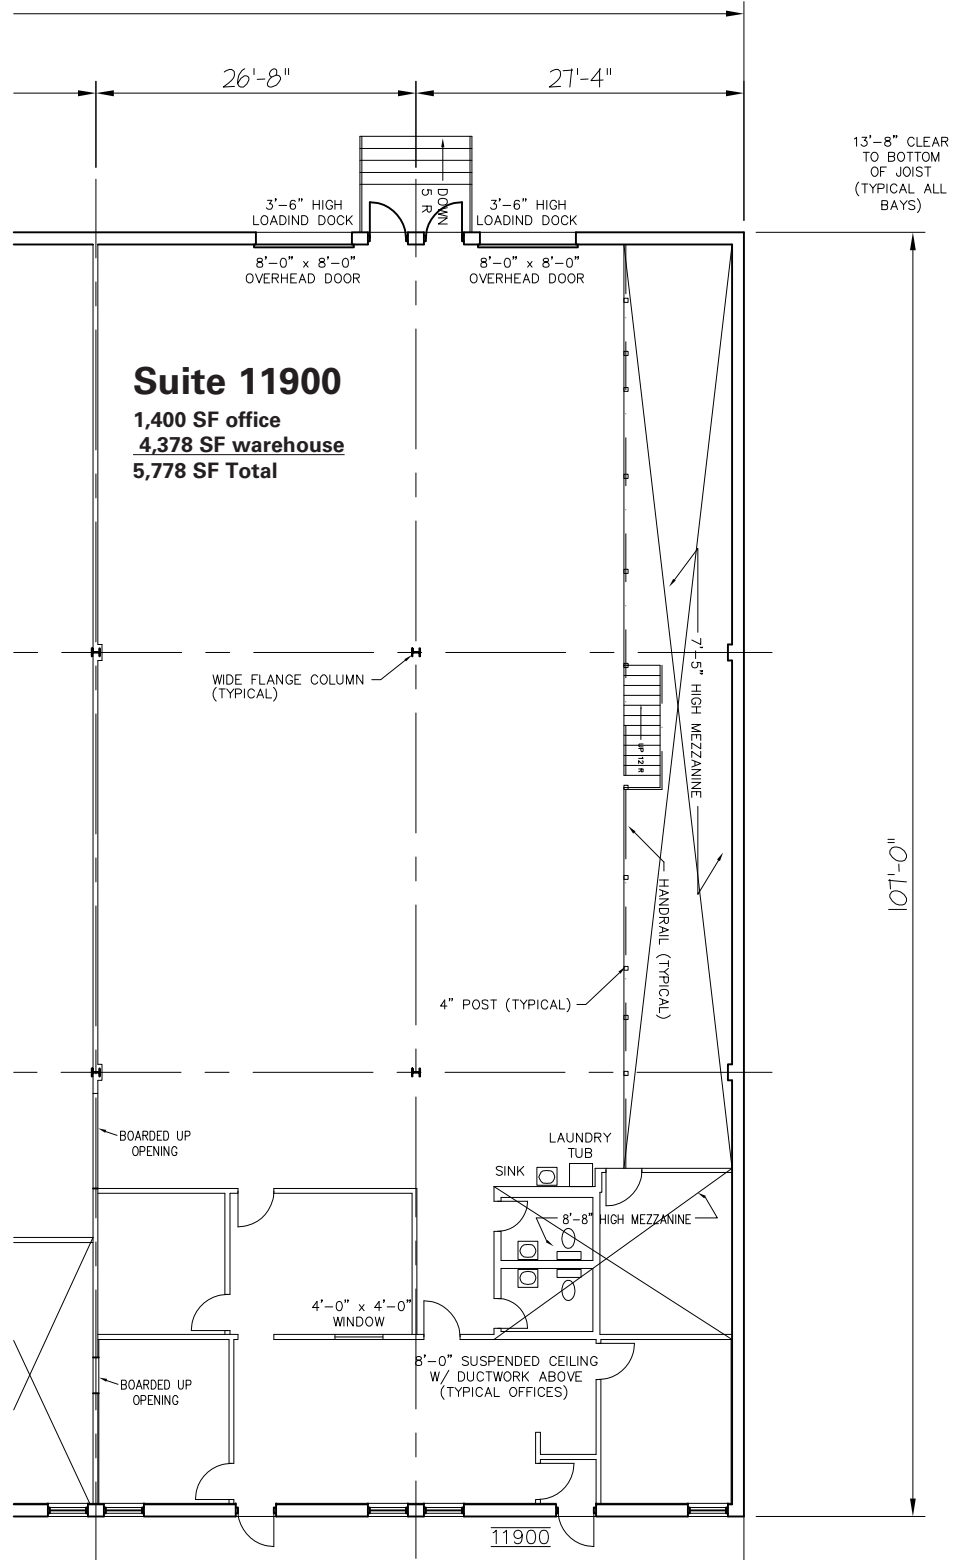 26'-8"
27'-4"
13'-8" CLEAR
TO BOTTOM
OF JOIST
(TYPICAL ALL
BAYS)
DOWN
5 R
3'-6" HIGH
LOADIND DOCK
3'-6" HIGH
LOADIND DOCK
8'-0" x 8'-0"
OVERHEAD DOOR
8'-0" x 8'-0"
OVERHEAD DOOR
Suite 11900
1,400 SF office
4,378 SF warehouse
5,778 SF Total
WIDE FLANGE COLUMN
(TYPICAL)
7'-5" HIGH MEZZANINE
UP 12 R
107'-0"
HANDRAIL (TYPICAL)
4" POST (TYPICAL)
BOARDED UP
OPENING
LAUNDRY
TUB
SINK
8'-8" HIGH MEZZANINE
4'-0" x 4'-0"
WINDOW
8'-0" SUSPENDED CEILING
W/ DUCTWORK ABOVE
(TYPICAL OFFICES)
BOARDED UP
OPENING
11900